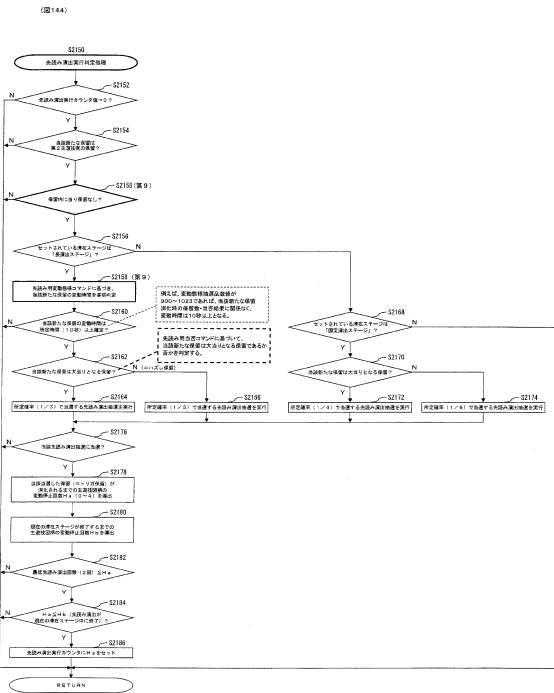 (図144)
S2150
先読み演出実行判定処理
S2152
先読み演出実行カウンタ値=0?
N
Y
S2154
当該新たな保留は
第2主遊技側の保留?
N
Y
S2155(第9)
保留内に当り保留なし?
N
Y
S2156
セットされている滞在ステージは
「長演出ステージ」?
N
Y
S2158(第9)
先読み用変動態様コマンドに基づき、
当該新たな保留の変動時間を事前判定
例えば、変動態様抽選乱数値が
900~1023であれば、当該新たな保留
消化時の保留数・当否結果に関係なく、
変動時間は10秒以上となる。
S2160
当該新たな保留の変動時間は
所定時間(10秒)以上確定?
N
Y
先読み用当否コマンドに基づいて、
当該新たな保留は大当りとなる保留であるか
否かを判定する。
S2162
当該新たな保留は大当りとなる保留?
N(=ハズレ保留)
Y
S2164
所定確率(1/3)で当選する先読み演出抽選を実行
S2166
所定確率(1/5)で当選する先読み演出抽選を実行
S2168
セットされている滞在ステージは
「固定演出ステージ」?
N
Y
S2170
当該新たな保留は大当りとなる保留?
N
Y
S2172
所定確率(1/4)で当選する先読み演出抽選を実行
S2174
所定確率(1/6)で当選する先読み演出抽選を実行
S2176
当該先読み演出抽選に当選?
N
Y
S2178
当該当選した保留(=トリガ保留)が
消化されるまでの主遊技図柄の
変動停止回数Ha(0~4)を導出
S2180
現在の滞在ステージが終了するまでの
主遊技図柄の変動停止回数Hbを導出
S2182
最低先読み演出回数(2回)≦Ha
N
Y
S2184
Ha≦Hb(先読み演出が
現在の滞在ステージ中に終了)?
N
Y
S2186
先読み演出実行カウンタにHaをセット
RETURN